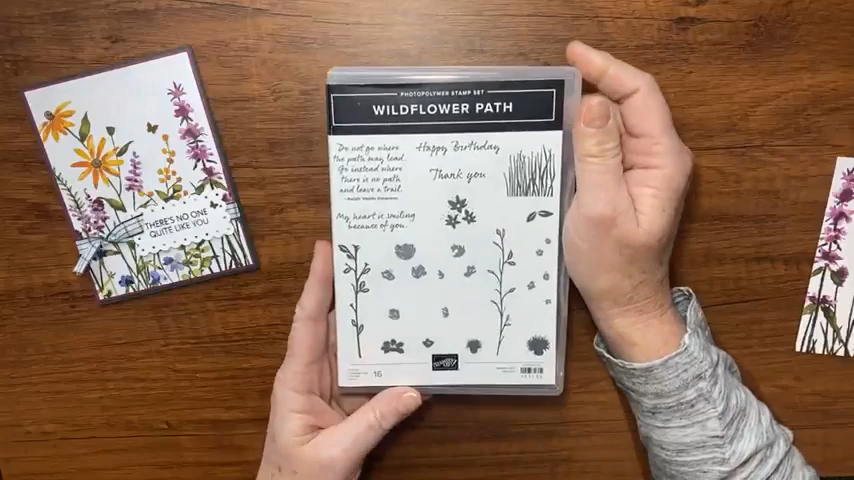 PHOTOPOLYMER STAMP SET
WILDFLOWER PATH
Do not go where
the path may lead.
Go instead where
there is no path
and leave a trail.
Happy Birthday
Thank you
My heart is smiling
because of you.
16
THERE'S NO ONE
QUITE LIKE YOU